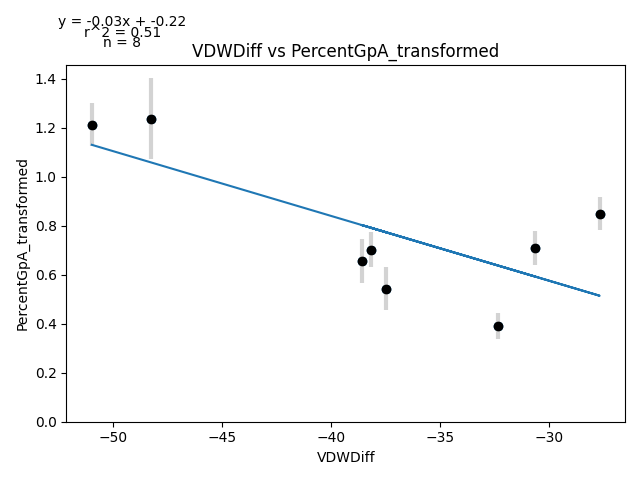 y = -0.03x + -0.22
r^2 = 0.51
n = 8
VDWDiff vs PercentGpA_transformed
1.4
1.2
1.0
0.8
0.6
0.4
0.2
0.0
PercentGpA_transformed
−50
−45
−40
−35
−30
VDWDiff